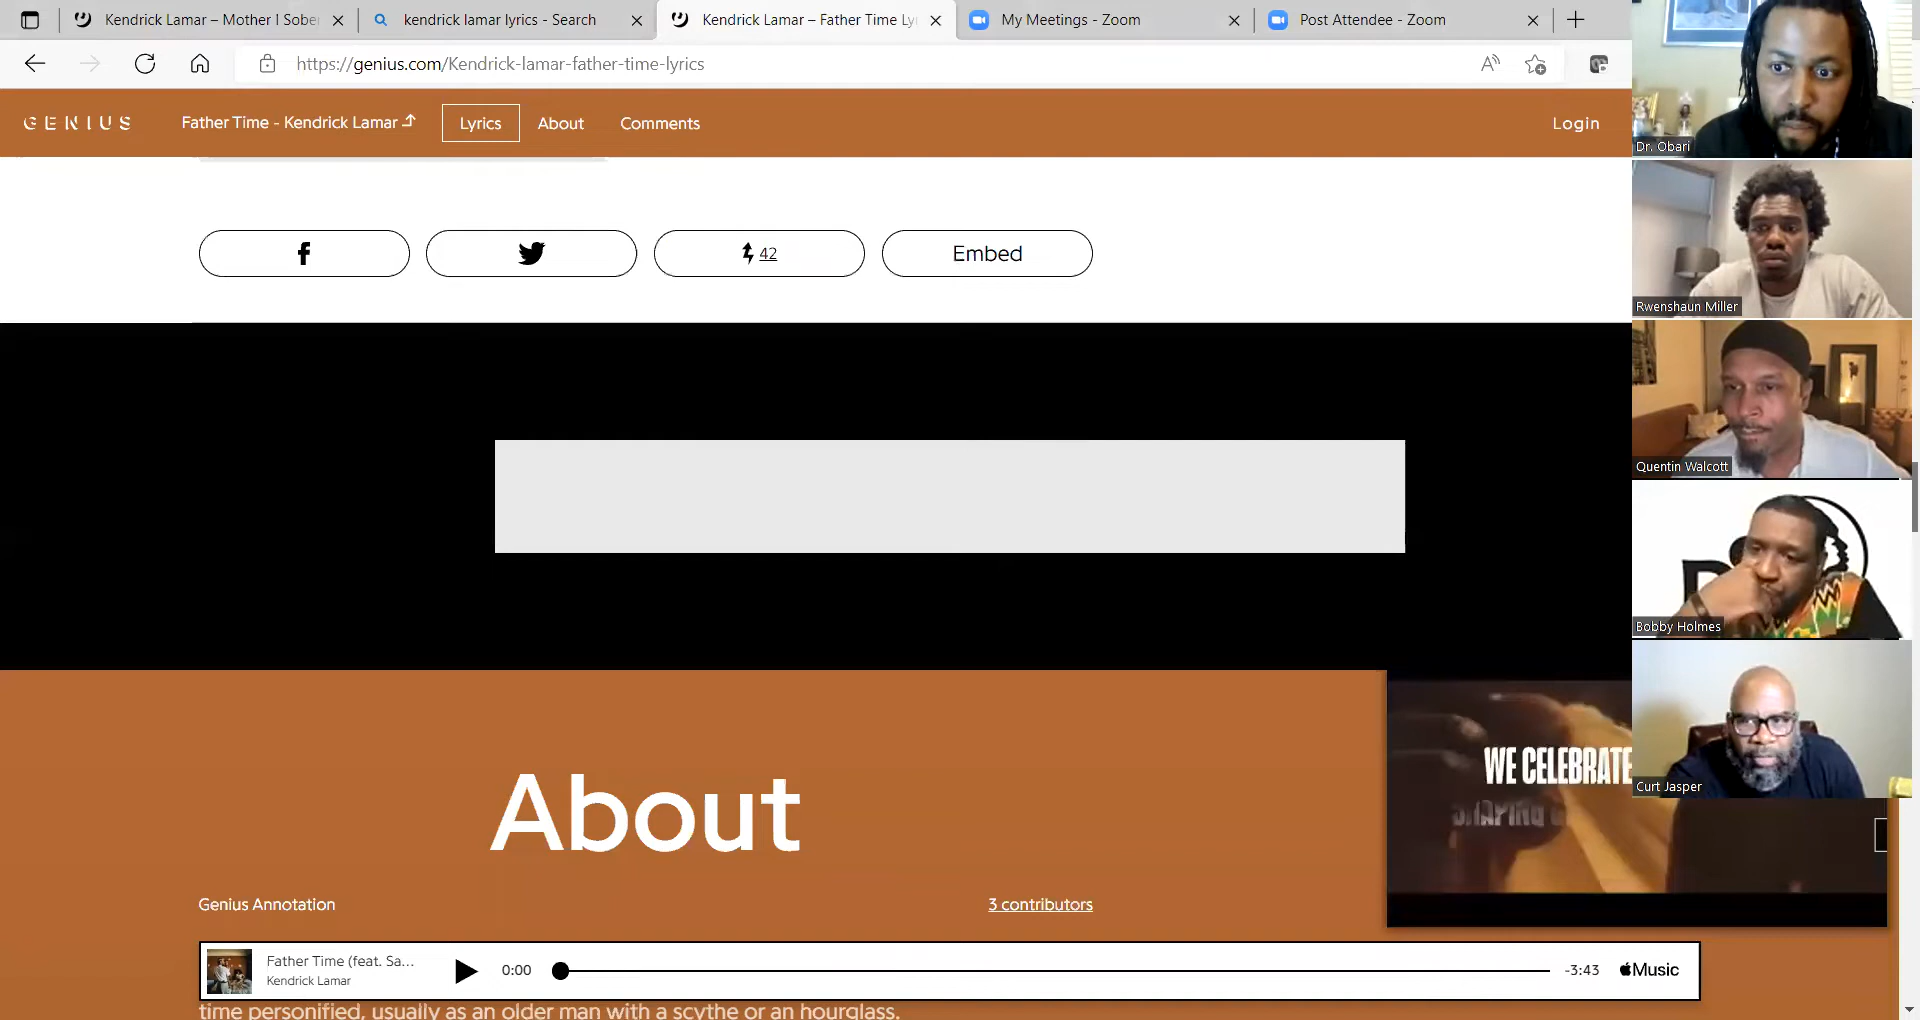 Kendrick Lamar – Mother I Sober
kendrick lamar lyrics - Search
Kendrick Lamar – Father Time Ly
My Meetings - Zoom
Post Attendee - Zoom
https://genius.com/Kendrick-lamar-father-time-lyrics
GENIUS
Father Time - Kendrick Lamar
Lyrics
About
Comments
Login
Dr. Obari
42
Embed
Rwenshaun Miller
Quentin Walcott
Bobby Holmes
WE CELEBRATE
SHAPING
Curt Jasper
About
Genius Annotation
3 contributors
Father Time (feat. Sa...
Kendrick Lamar
0:00
-3:43
Music
time personified, usually as an older man with a scythe or an hourglass.